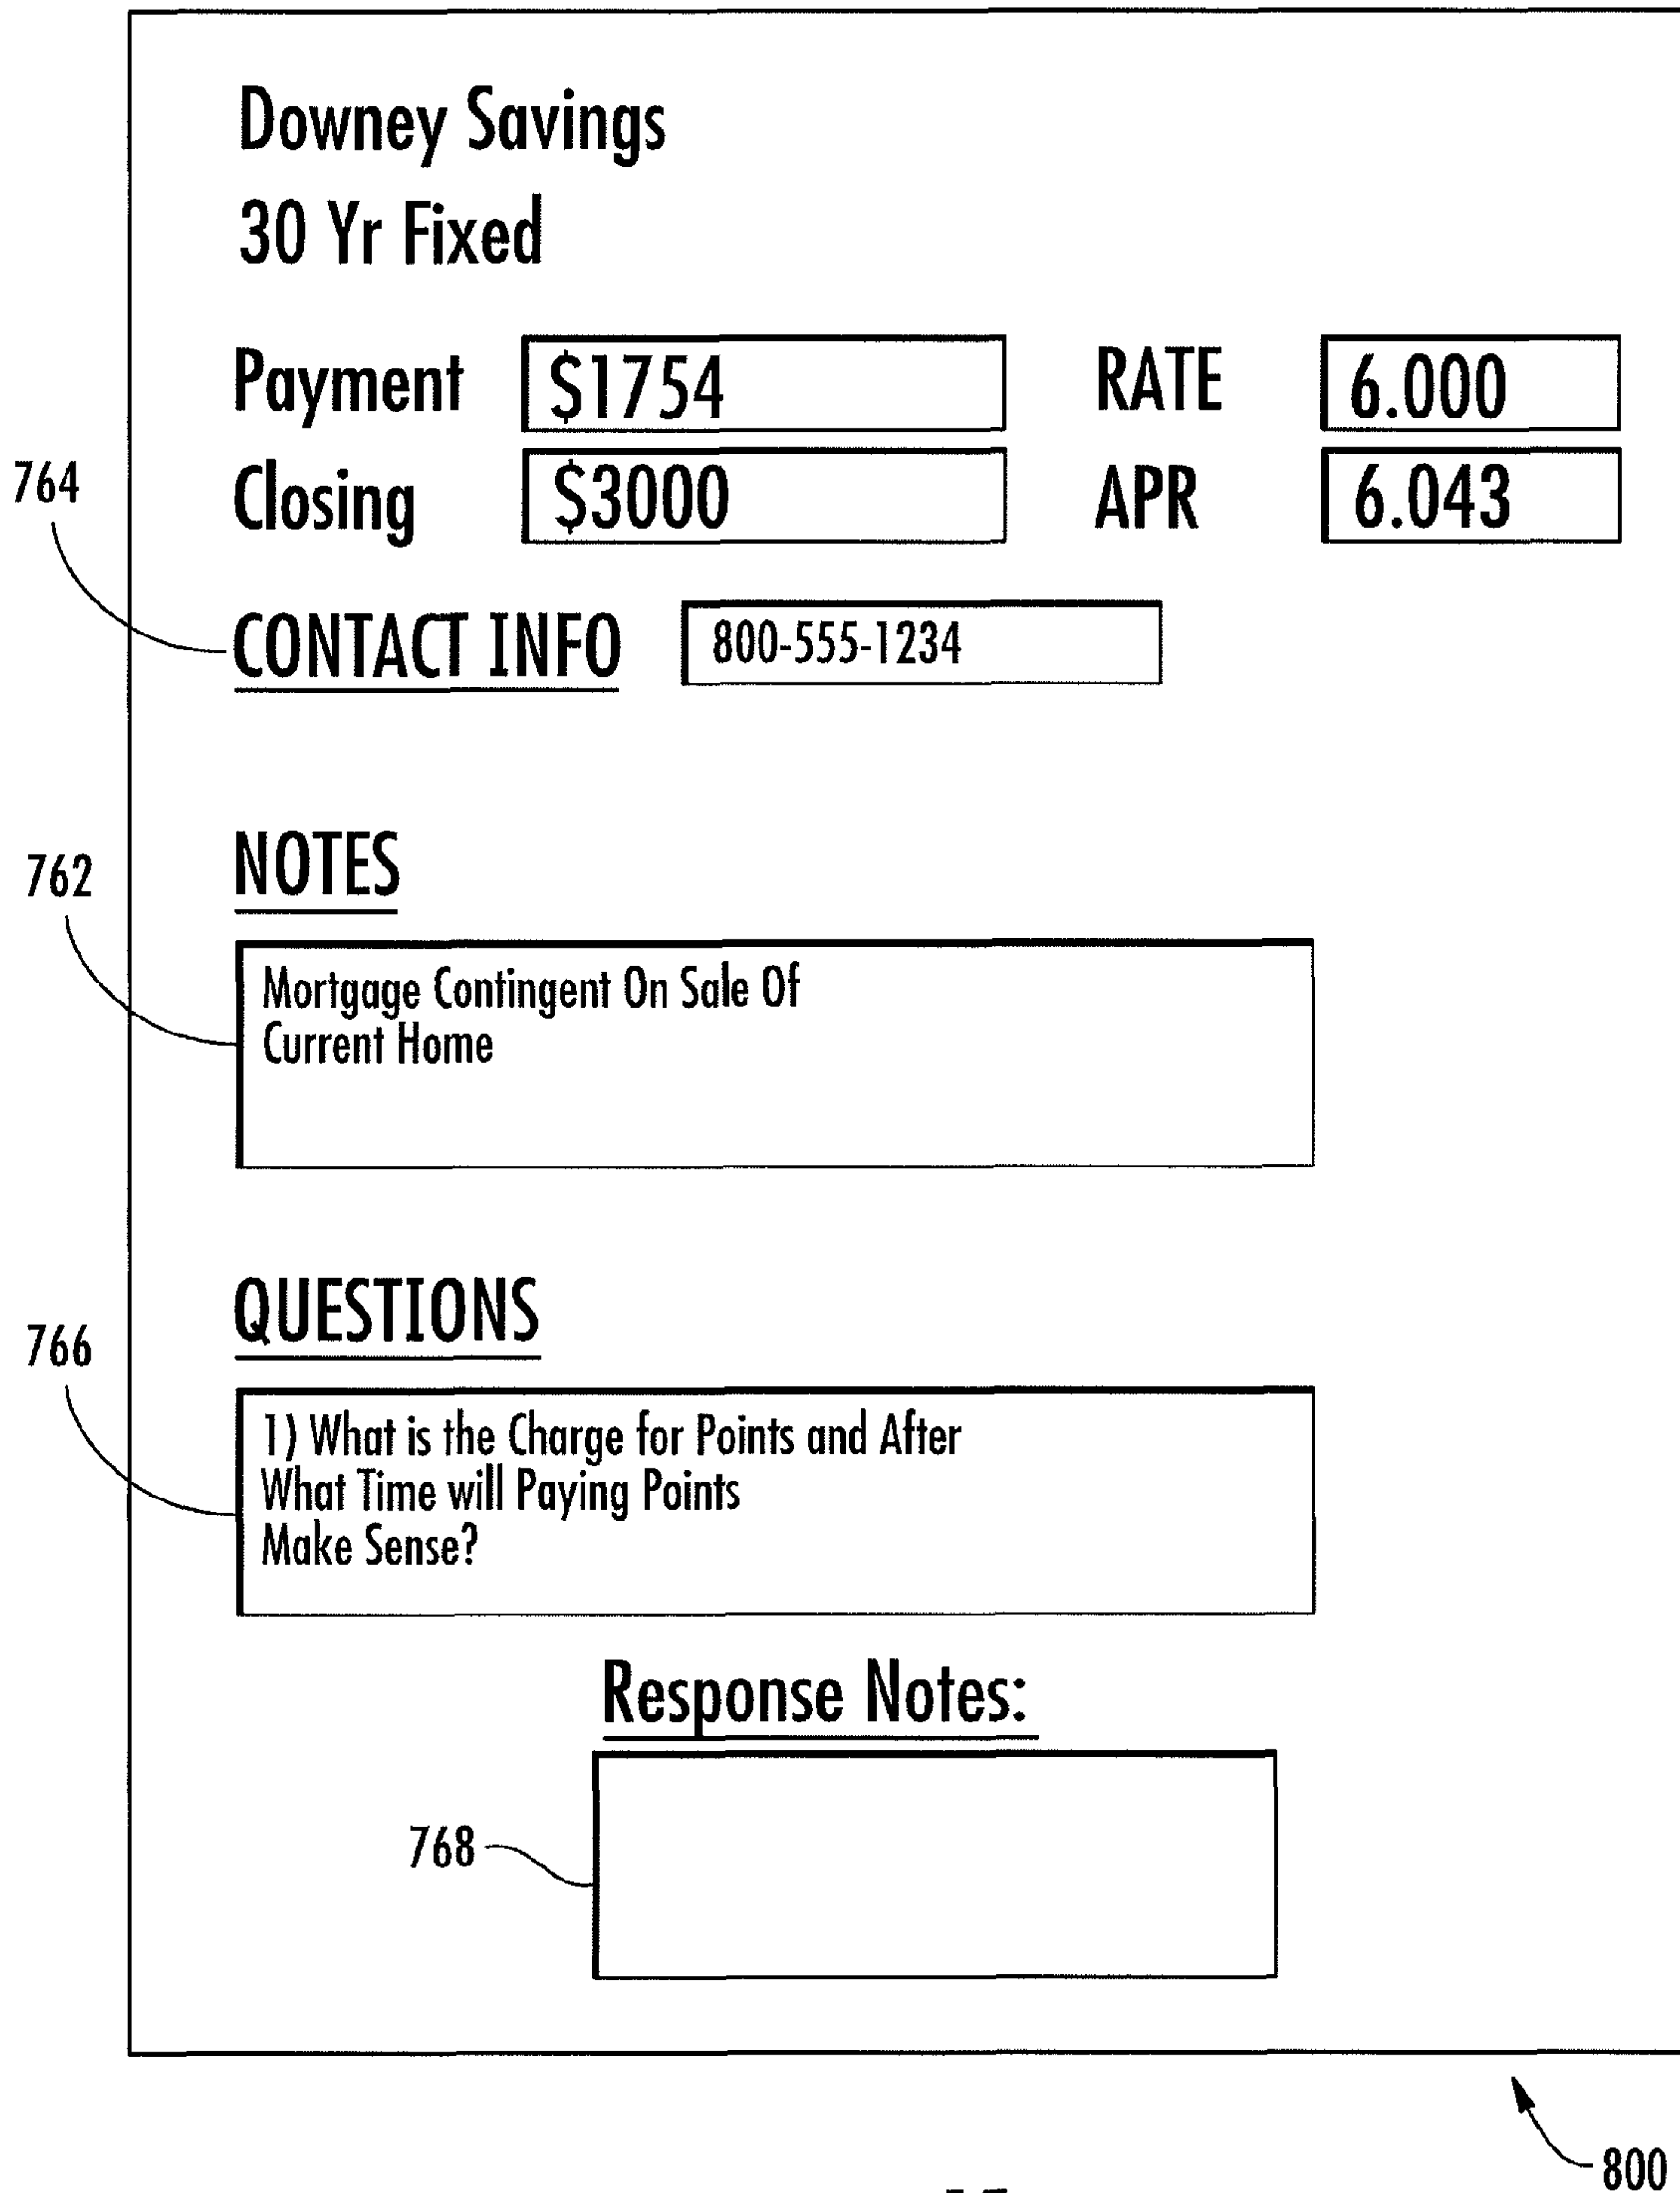 Downey Savings
30 Yr Fixed
Payment $1754 RATE 6.000
764
Closing $3000 APR 6.043
CONTACT INFO 800-555-1234
NOTES
762
Mortgage Contingent On Sale Of
Current Home
QUESTIONS
766
1) What is the Charge for Points and After
What Time will Paying Points
Make Sense?
Response Notes:
768
800